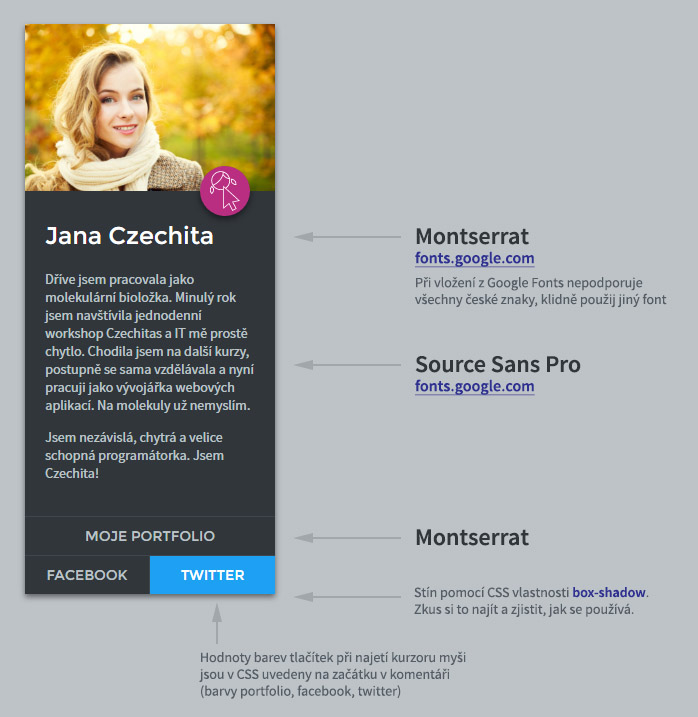 Jana Czechita
Dříve jsem pracovala jako
molekulární bioložka. Minulý rok
jsem navštívila jednodenní
workshop Czechitas a IT mě prostě
chytlo. Chodila jsem na další kurzy,
postupně se sama vzdělávala a nyní
pracuji jako vývojářka webových
aplikací. Na molekuly už nemyslím.
Jsem nezávislá, chytrá a velice
schopná programátorka. Jsem
Czechita!
MOJE PORTFOLIO
FACEBOOK
TWITTER
Montserrat
fonts.google.com
Při vložení z Google Fonts nepodporuje
všechny české znaky, klidně použij jiný font
Source Sans Pro
fonts.google.com
Montserrat
Stín pomocí CSS vlastnosti box-shadow.
Zkus si to najít a zjistit, jak se používá.
Hodnoty barev tlačítek při najetí kurzoru myši
jsou v CSS uvedeny na začátku v komentáři
(barvy portfolio, facebook, twitter)